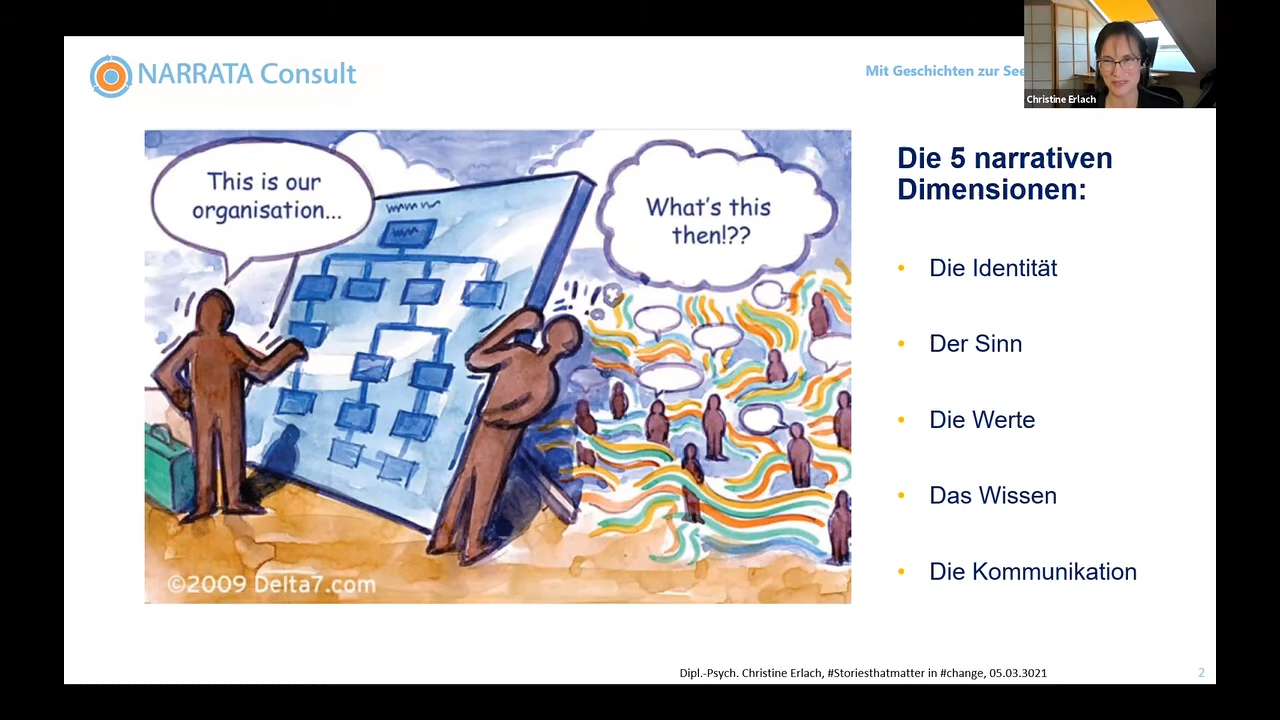 NARRATA Consult
Mit Geschichten zur See
Christine Erlach
This is our
organisation...
What's this
then!??
©2009 Delta7.com
Die 5 narrativen
Dimensionen:
• Die Identität
• Der Sinn
• Die Werte
• Das Wissen
• Die Kommunikation
Dipl.-Psych. Christine Erlach, #Storiesthatmatter in #change, 05.03.3021
2